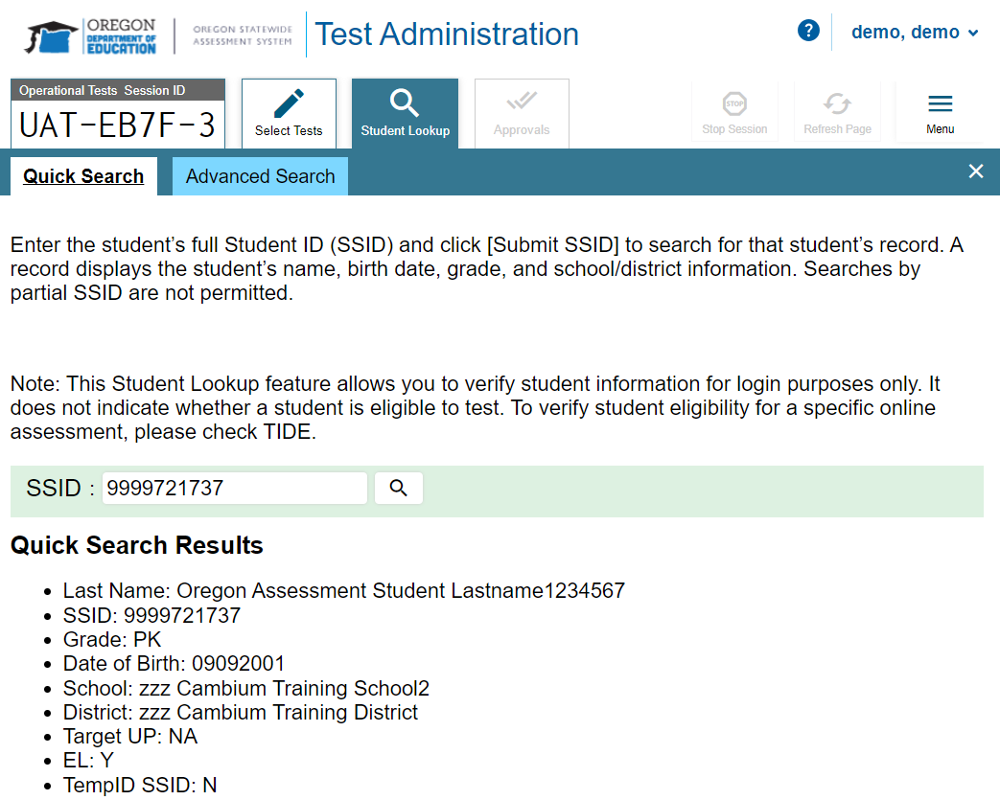 OREGON
DEPARTMENT OF
EDUCATION
OREGON STATEWIDE
ASSESSMENT SYSTEM
Test Administration
?
demo, demo
Operational Tests Session ID
UAT-EB7F-3
Select Tests
Student Lookup
Approvals
STOP
Stop Session
Refresh Page
Menu
Quick Search
Advanced Search
Enter the student’s full Student ID (SSID) and click [Submit SSID] to search for that student’s record. A
record displays the student’s name, birth date, grade, and school/district information. Searches by
partial SSID are not permitted.
Note: This Student Lookup feature allows you to verify student information for login purposes only. It
does not indicate whether a student is eligible to test. To verify student eligibility for a specific online
assessment, please check TIDE.
SSID : 9999721737
Quick Search Results
• Last Name: Oregon Assessment Student Lastname1234567
• SSID: 9999721737
• Grade: PK
• Date of Birth: 09092001
• School: zzz Cambium Training School2
• District: zzz Cambium Training District
• Target UP: NA
• EL: Y
• TempID SSID: N